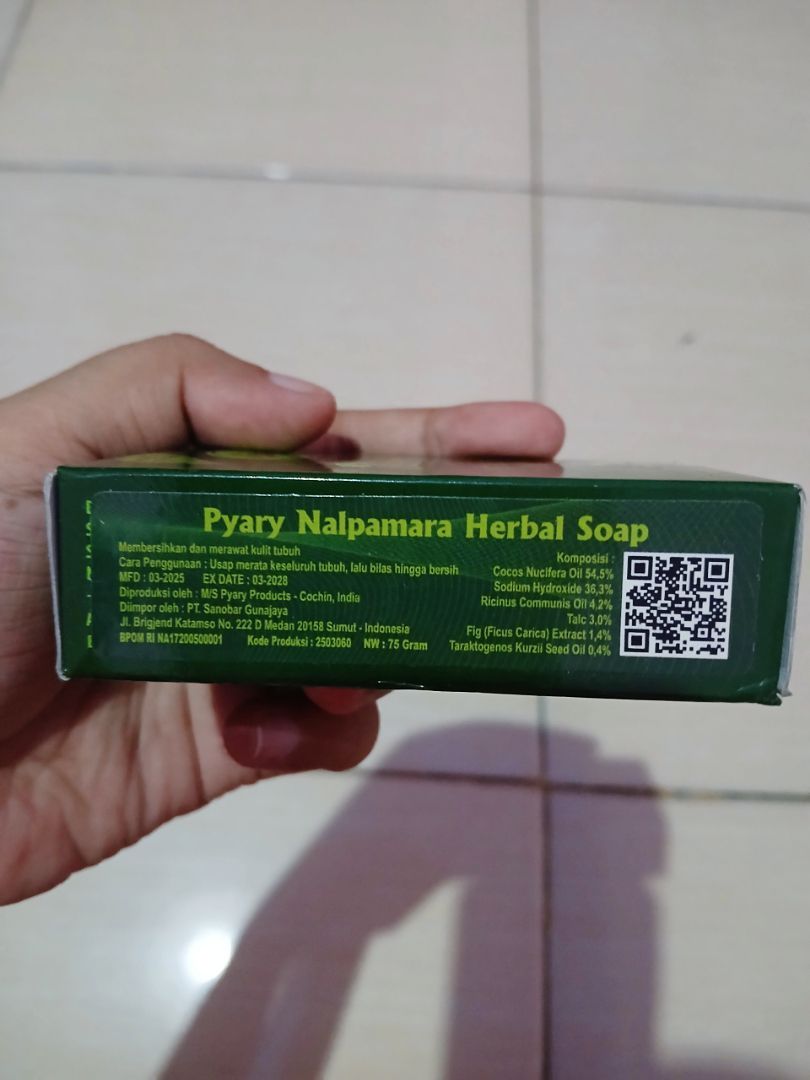 Pyary Nalpamara Herbal Soap
Membersihkan dan merawat kulit tubuh
Cara Penggunaan : Usap merata keseluruh tubuh, lalu bilas hingga bersih
MFD : 03-2025 EX DATE : 03-2028
Diproduksi oleh : M/S Pyary Products - Cochin, India
Diimpor oleh : PT. Sanobar Gunajaya
Jl. Brigjend Katamso No. 222 D Medan 20158 Sumut - Indonesia
BPOM RI NA17200500001 Kode Produksi : 2503060 NW : 75 Gram
Komposisi :
Cocos Nucifera Oil 54,5%
Sodium Hydroxide 36,3%
Ricinus Communis Oil 4,2%
Talc 3,0%
Fig (Ficus Carica) Extract 1,4%
Taraktogenos Kurzii Seed Oil 0,4%